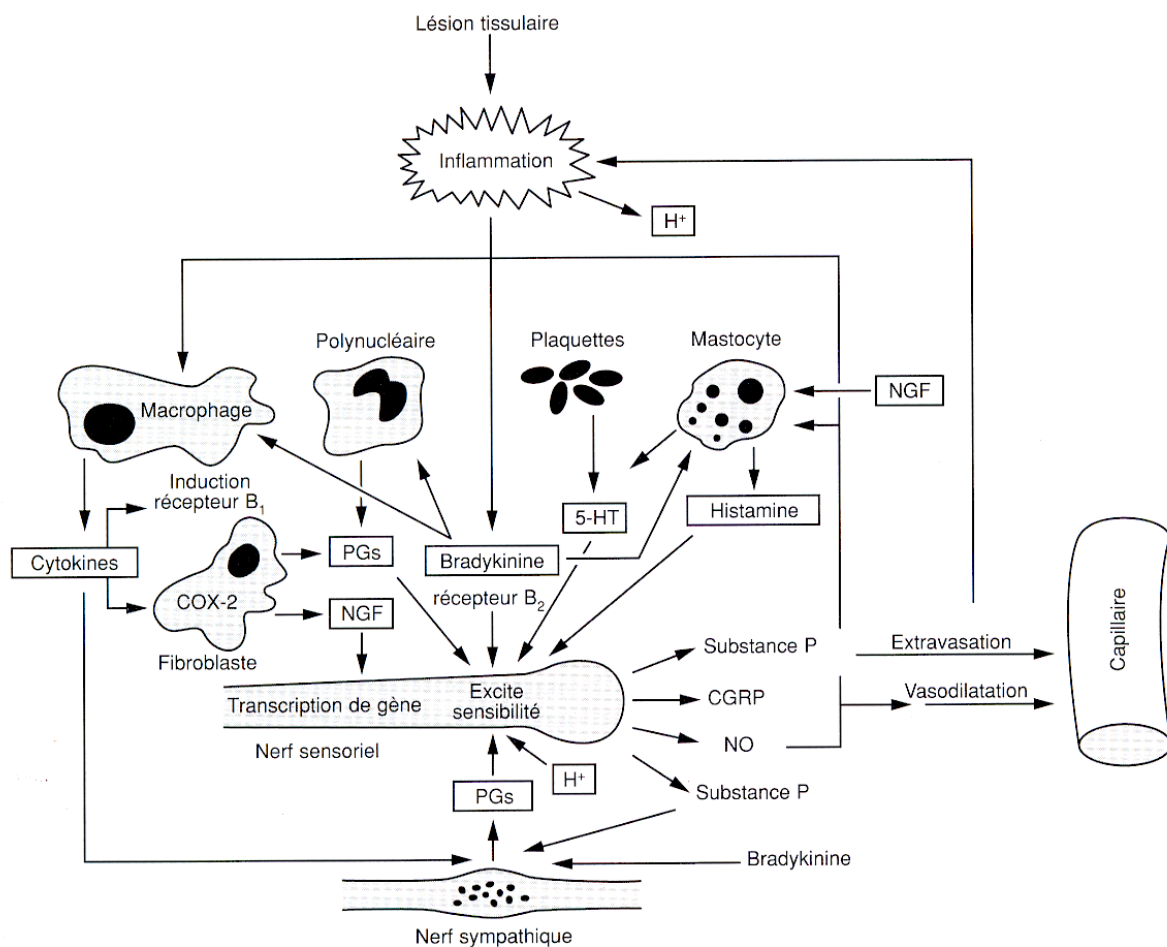 Lésion tissulaire
Inflammation
H⁺
Polynucléaire
Plaquettes
Mastocyte
Macrophage
NGF
Induction
récepteur B₁
5-HT
Histamine
Cytokines
PGs
Bradykinine
COX-2
récepteur B₂
NGF
Fibroblaste
Substance P
Extravasation
Capillaire
Transcription de gène
Excite
sensibilité
CGRP
Vasodilatation
Nerf sensoriel
NO
H⁺
PGs
Substance P
Bradykinine
Nerf sympathique